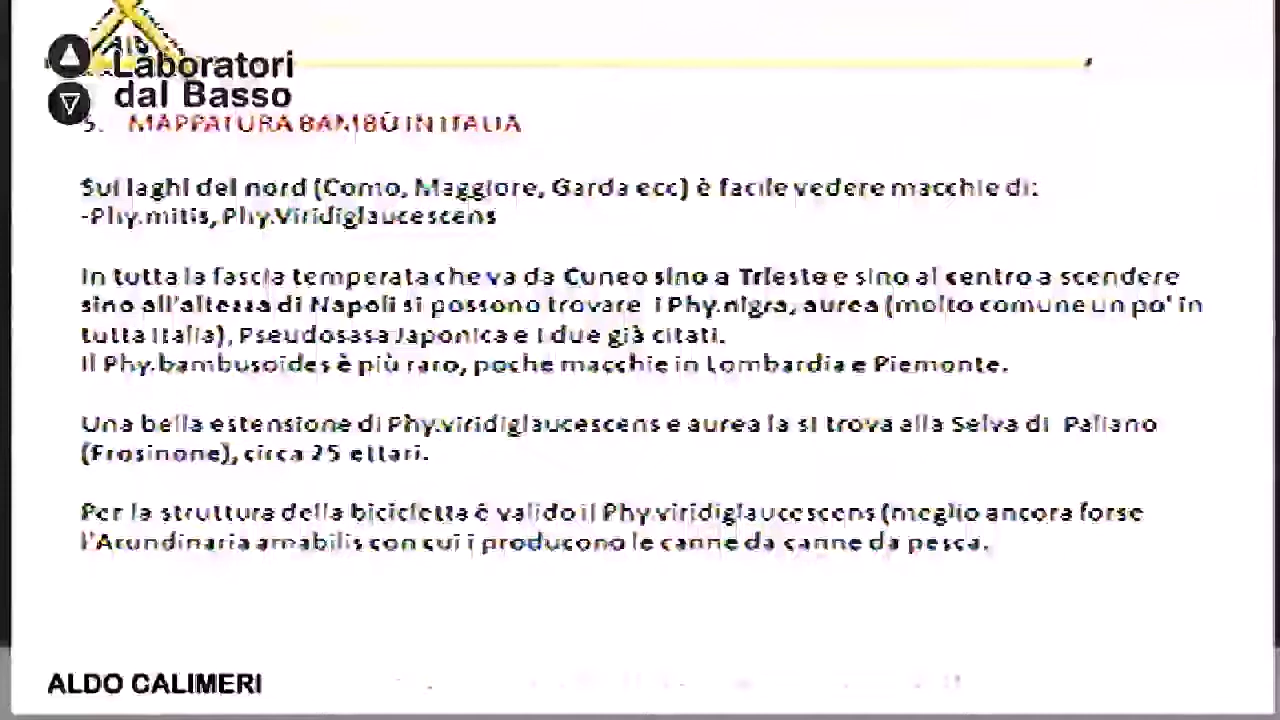 Laboratori
dal Basso
5. MAPPATURA BAMBÙ IN ITALIA
Sui laghi del nord (Como, Maggiore, Garda ecc) è facile vedere macchie di:
-Phy.mitis, Phy.Viridiglaucescens
In tutta la fascia temperata che va da Cuneo sino a Trieste e sino al centro a scendere
sino all'altezza di Napoli si possono trovare i Phy.nigra, aurea (molto comune un po' in
tutta Italia), Pseudosasa Japonica e i due già citati.
Il Phy.bambusoides è più raro, poche macchie in Lombardia e Piemonte.
Una bella estensione di Phy.viridiglaucescens e aurea la si trova alla Selva di Paliano
(Frosinone), circa 25 ettari.
Per la struttura della bicicletta è valido il Phy.viridiglaucescens (meglio ancora forse
l'Arundinaria amabilis con cui i producono le canne da canne da pesca.
ALDO CALIMERI